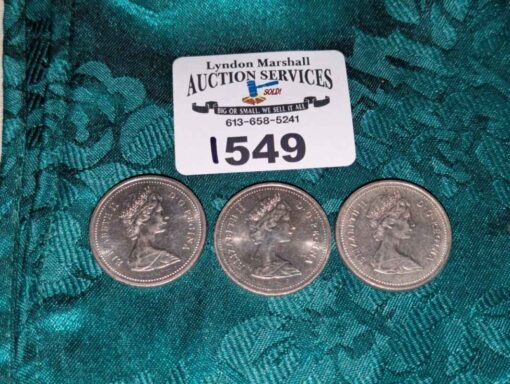 Lyndon Marshall
AUCTION SERVICES
SOLD!
BIG OR SMALL, WE SELL IT ALL
613-658-5241
1549
ELIZABETH II D·G·REGINA
ELIZABETH II D·G·REGINA
ELIZABETH II D·G·REGINA